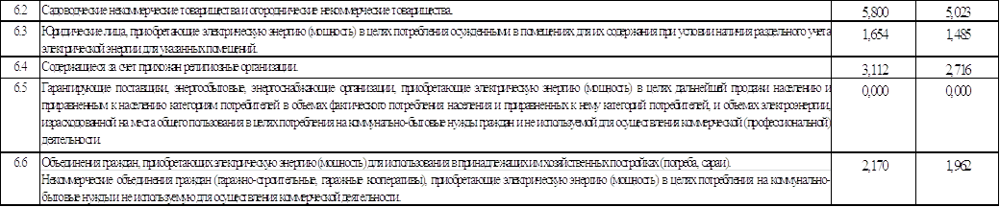 6.2 Садоводческие некоммерческие товарищества и огороднические некоммерческие товарищества. 5,800 5,023
6.3 Юридические лица, приобретающие электрическую энергию (мощность) в целях потребления осужденными в помещениях для их содержания при условии наличия раздельного учета 1,654 1,485
электрической энергии для указанных помещений.
6.4 Содержащиеся за счет прихожан религиозные организации. 3,112 2,716
6.5 Гарантирующие поставщики, энергосбытовые, энергоснабжающие организации, приобретающие электрическую энергию (мощность) в целях дальнейшей продажи населению и 0,000 0,000
приравненным к населению категориям потребителей в объемах фактического потребления населения и приравненных к нему категорий потребителей, и объемах электроэнергии,
израсходованной на места общего пользования в целях потребления на коммунально-бытовые нужды граждан и не используемой для осуществления коммерческой (профессиональной)
деятельности.
6.6 Объединения граждан, приобретающих электрическую энергию (мощность) для использования в принадлежащих им хозяйственных постройках (погреба, сараи). 2,170 1,962
Некоммерческие объединения граждан (гаражно-строительные, гаражные кооперативы), приобретающие электрическую энергию (мощность) в целях потребления на коммунально-
бытовые нужды и не используемую для осуществления коммерческой деятельности.